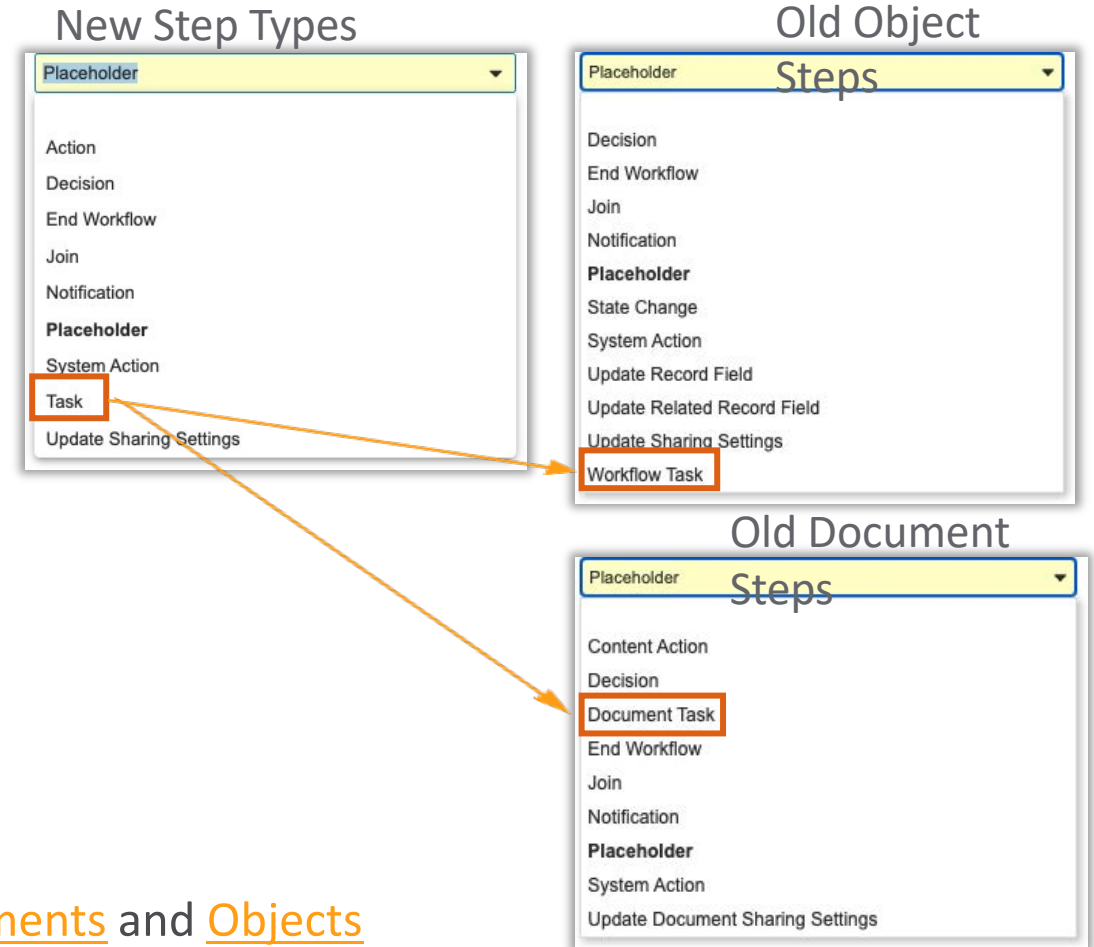 New Step Types
Placeholder
Action
Decision
End Workflow
Join
Notification
Placeholder
System Action
Task
Update Sharing Settings
Old Object
Steps
Placeholder
Decision
End Workflow
Join
Notification
Placeholder
State Change
System Action
Update Record Field
Update Related Record Field
Update Sharing Settings
Workflow Task
Old Document
Steps
Placeholder
Content Action
Decision
Document Task
End Workflow
Join
Notification
Placeholder
System Action
Update Document Sharing Settings
ments and Objects